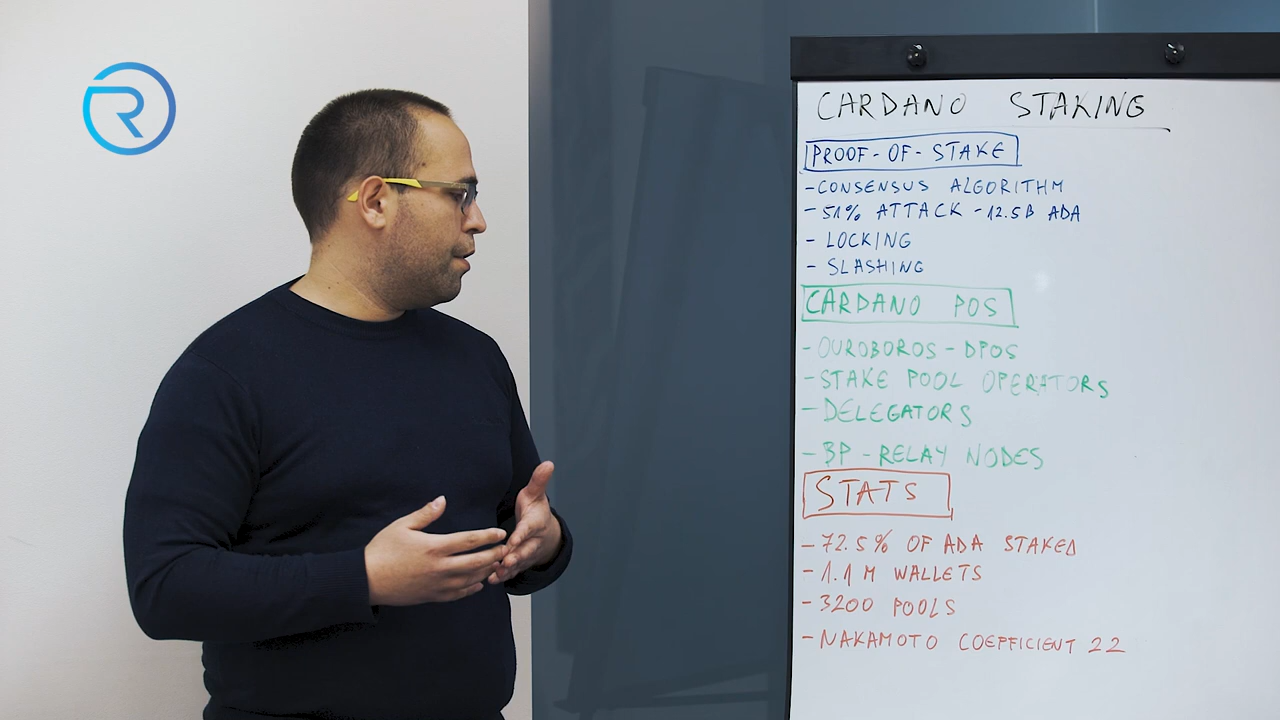 R
CARDANO STAKING
PROOF-OF-STAKE
-CONSENSUS ALGORITHM
-51% ATTACK -12.5B ADA
- LOCKING
- SLASHING
CARDANO POS
-OUROBOROS-DPOS
-STAKE POOL OPERATORS
-DELEGATORS
-BP-RELAY NODES
STATS
-72.5% OF ADA STAKED
-1.1 M WALLETS
-3200 POOLS
-NAKAMOTO COEFFICIENT 22